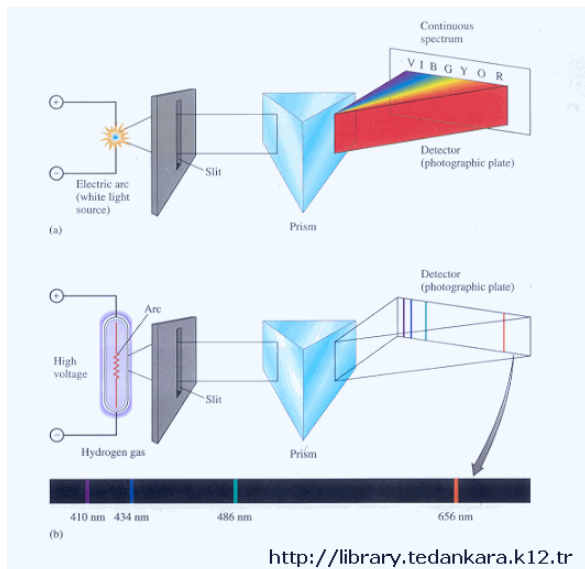 Continuous
spectrum
V I B G Y O R
+
−
Electric arc
(white light
source)
Slit
Prism
Detector
(photographic plate)
(a)
Detector
(photographic plate)
+
Arc
High
voltage
−
Slit
Hydrogen gas
Prism
410 nm 434 nm 486 nm 656 nm
(b)
http://library.tedankara.k12.tr